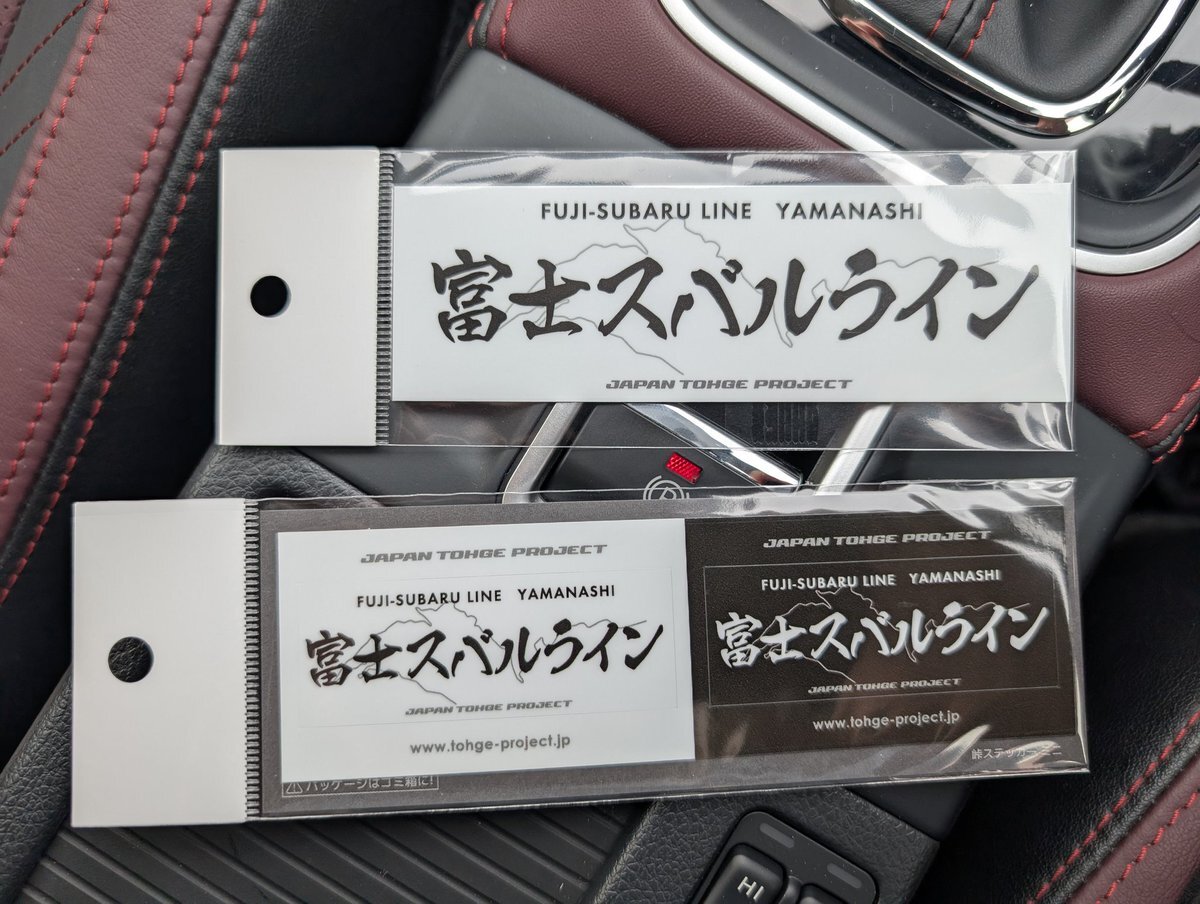 FUJI-SUBARU LINE YAMANASHI
富士スバルライン
JAPAN TOHGE PROJECT
JAPAN TOHGE PROJECT
FUJI-SUBARU LINE YAMANASHI
富士スバルライン
JAPAN TOHGE PROJECT
www.tohge-project.jp
パッケージはゴミ箱に!
JAPAN TOHGE PROJECT
FUJI-SUBARU LINE YAMANASHI
富士スバルライン
JAPAN TOHGE PROJECT
www.tohge-project.jp
峠ステッカーミニ
HI